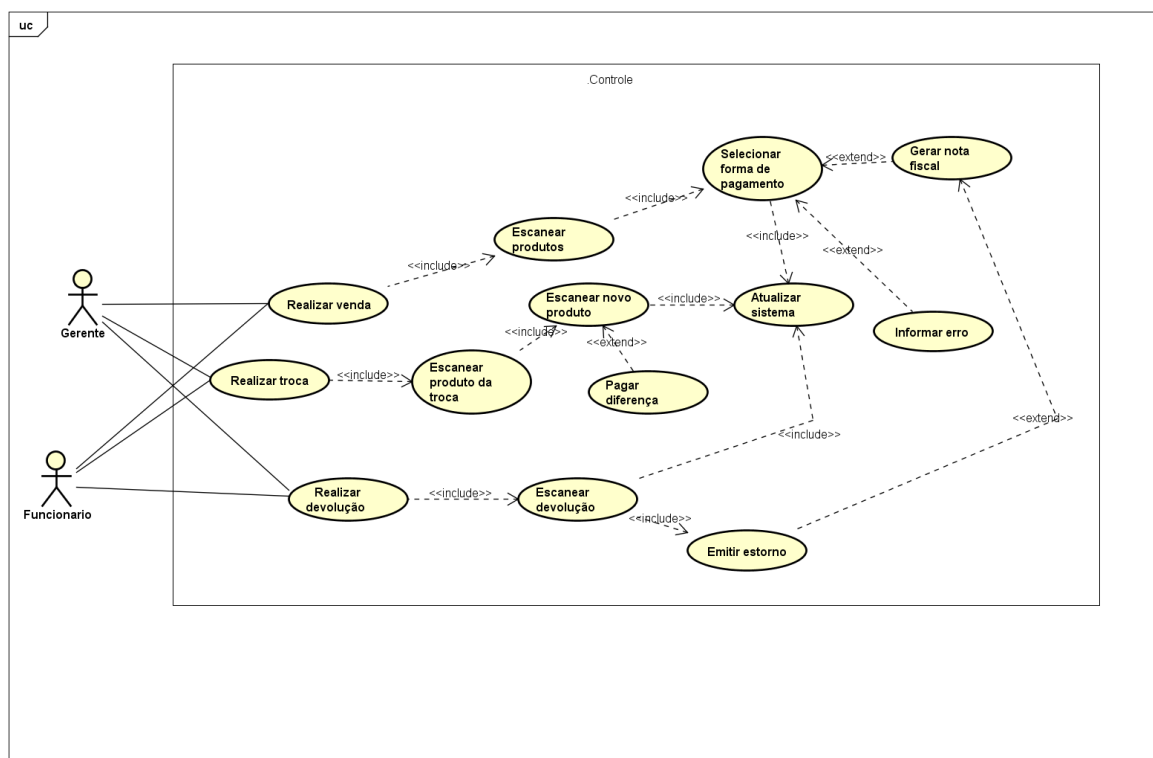 uc
.Controle
Selecionar
forma de
pagamento
<<extend>>
Gerar nota
fiscal
<<include>>
Escanear
produtos
<<include>>
<<extend>>
<<include>>
Realizar venda
Escanear novo
produto
<<include>>
Atualizar
sistema
Gerente
Informar erro
<<include>>
<<extend>>
Realizar troca
<<include>>
Escanear
produto da
troca
Pagar
diferença
<<extend>>
<<include>>
Funcionario
Realizar
devolução
<<include>>
Escanear
devolução
<<include>>
Emitir estorno